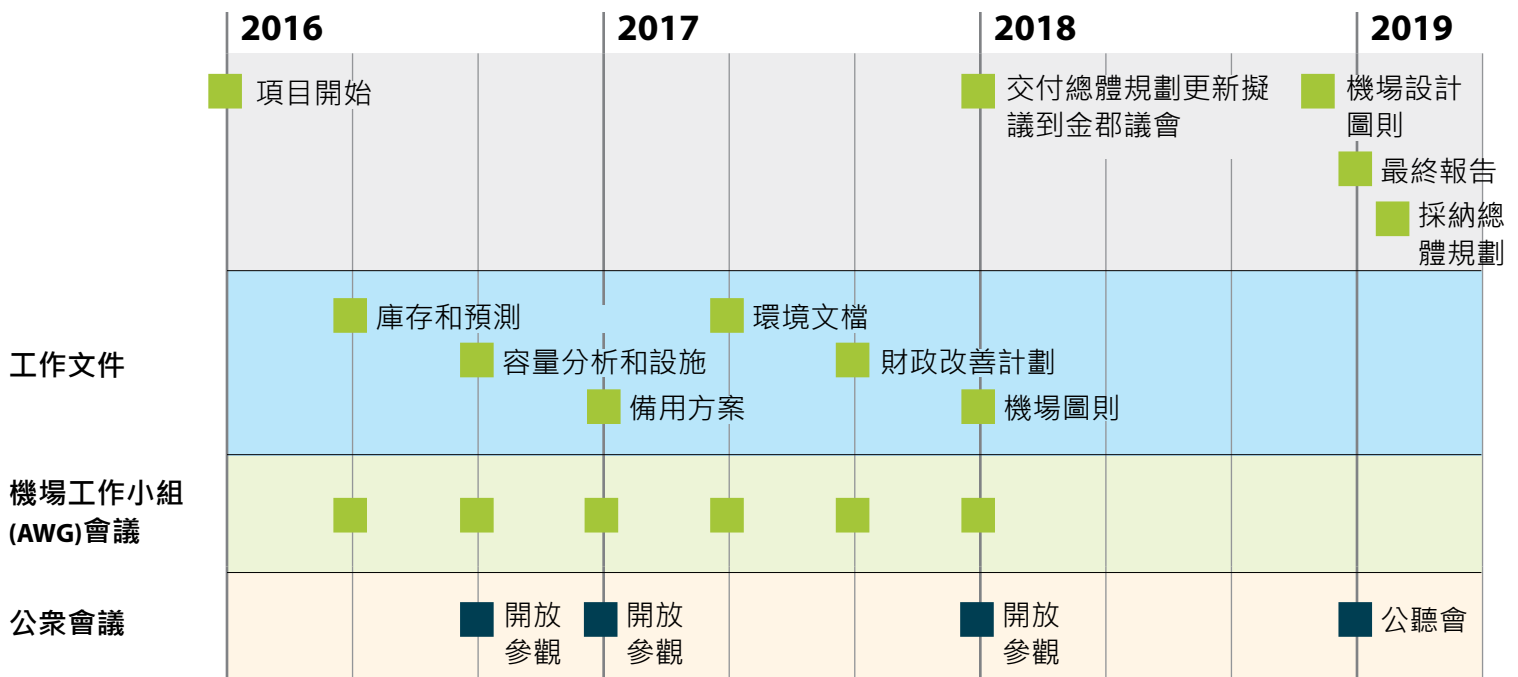 2016
2017
2018
2019
項目開始
交付總體規劃更新擬
議到金郡議會
機場設計
圖則
最終報告
採納總
體規劃
工作文件
庫存和預測
環境文檔
容量分析和設施
財政改善計劃
備用方案
機場圖則
機場工作小組
(AWG)會議
公衆會議
開放
參觀
開放
參觀
開放
參觀
公聽會